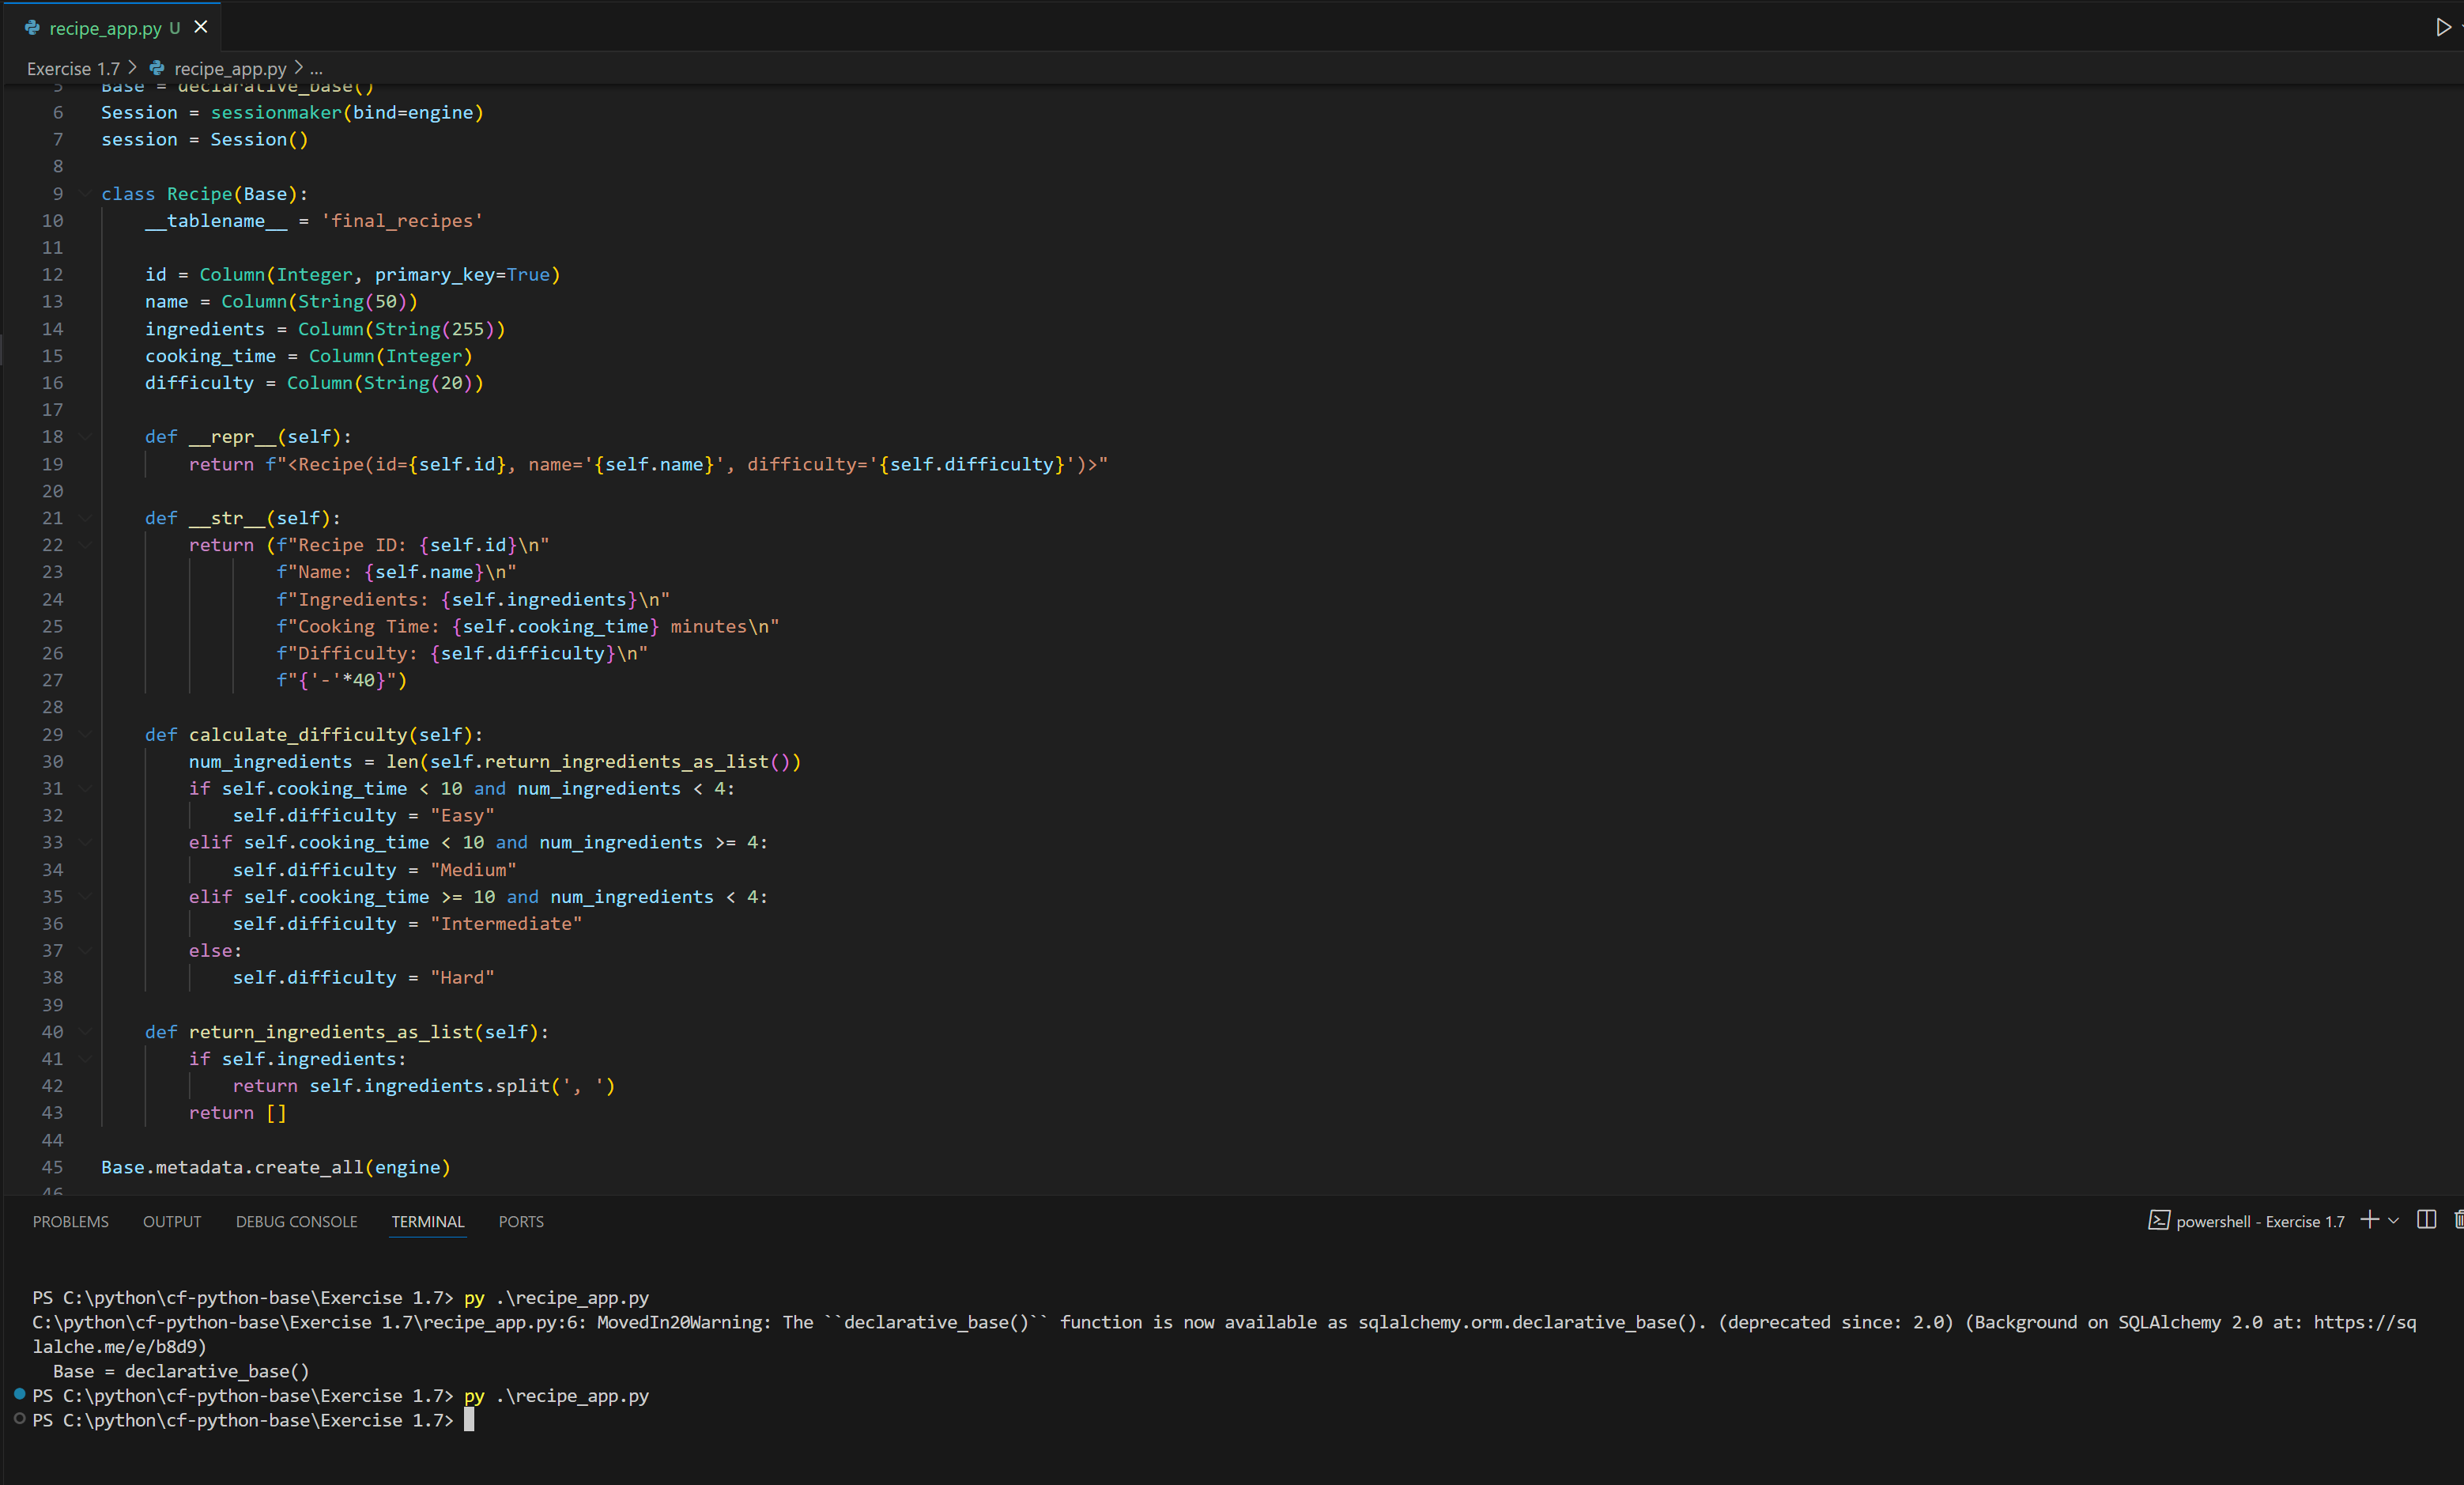 recipe_app.py U
Exercise 1.7 > recipe_app.py > ...
5 Base = declarative_base()
6 Session = sessionmaker(bind=engine)
7 session = Session()
8
9 class Recipe(Base):
10 __tablename__ = 'final_recipes'
11
12 id = Column(Integer, primary_key=True)
13 name = Column(String(50))
14 ingredients = Column(String(255))
15 cooking_time = Column(Integer)
16 difficulty = Column(String(20))
17
18 def __repr__(self):
19 return f"<Recipe(id={self.id}, name='{self.name}', difficulty='{self.difficulty}')>"
20
21 def __str__(self):
22 return (f"Recipe ID: {self.id}\n"
23 f"Name: {self.name}\n"
24 f"Ingredients: {self.ingredients}\n"
25 f"Cooking Time: {self.cooking_time} minutes\n"
26 f"Difficulty: {self.difficulty}\n"
27 f"{'-'*40}")
28
29 def calculate_difficulty(self):
30 num_ingredients = len(self.return_ingredients_as_list())
31 if self.cooking_time < 10 and num_ingredients < 4:
32 self.difficulty = "Easy"
33 elif self.cooking_time < 10 and num_ingredients >= 4:
34 self.difficulty = "Medium"
35 elif self.cooking_time >= 10 and num_ingredients < 4:
36 self.difficulty = "Intermediate"
37 else:
38 self.difficulty = "Hard"
39
40 def return_ingredients_as_list(self):
41 if self.ingredients:
42 return self.ingredients.split(', ')
43 return []
44
45 Base.metadata.create_all(engine)
46
PROBLEMS OUTPUT DEBUG CONSOLE TERMINAL PORTS powershell - Exercise 1.7
PS C:\python\cf-python-base\Exercise 1.7> py .\recipe_app.py
C:\python\cf-python-base\Exercise 1.7\recipe_app.py:6: MovedIn20Warning: The ``declarative_base()`` function is now available as sqlalchemy.orm.declarative_base(). (deprecated since: 2.0) (Background on SQLAlchemy 2.0 at: https://sq
lalche.me/e/b8d9)
Base = declarative_base()
PS C:\python\cf-python-base\Exercise 1.7> py .\recipe_app.py
PS C:\python\cf-python-base\Exercise 1.7>